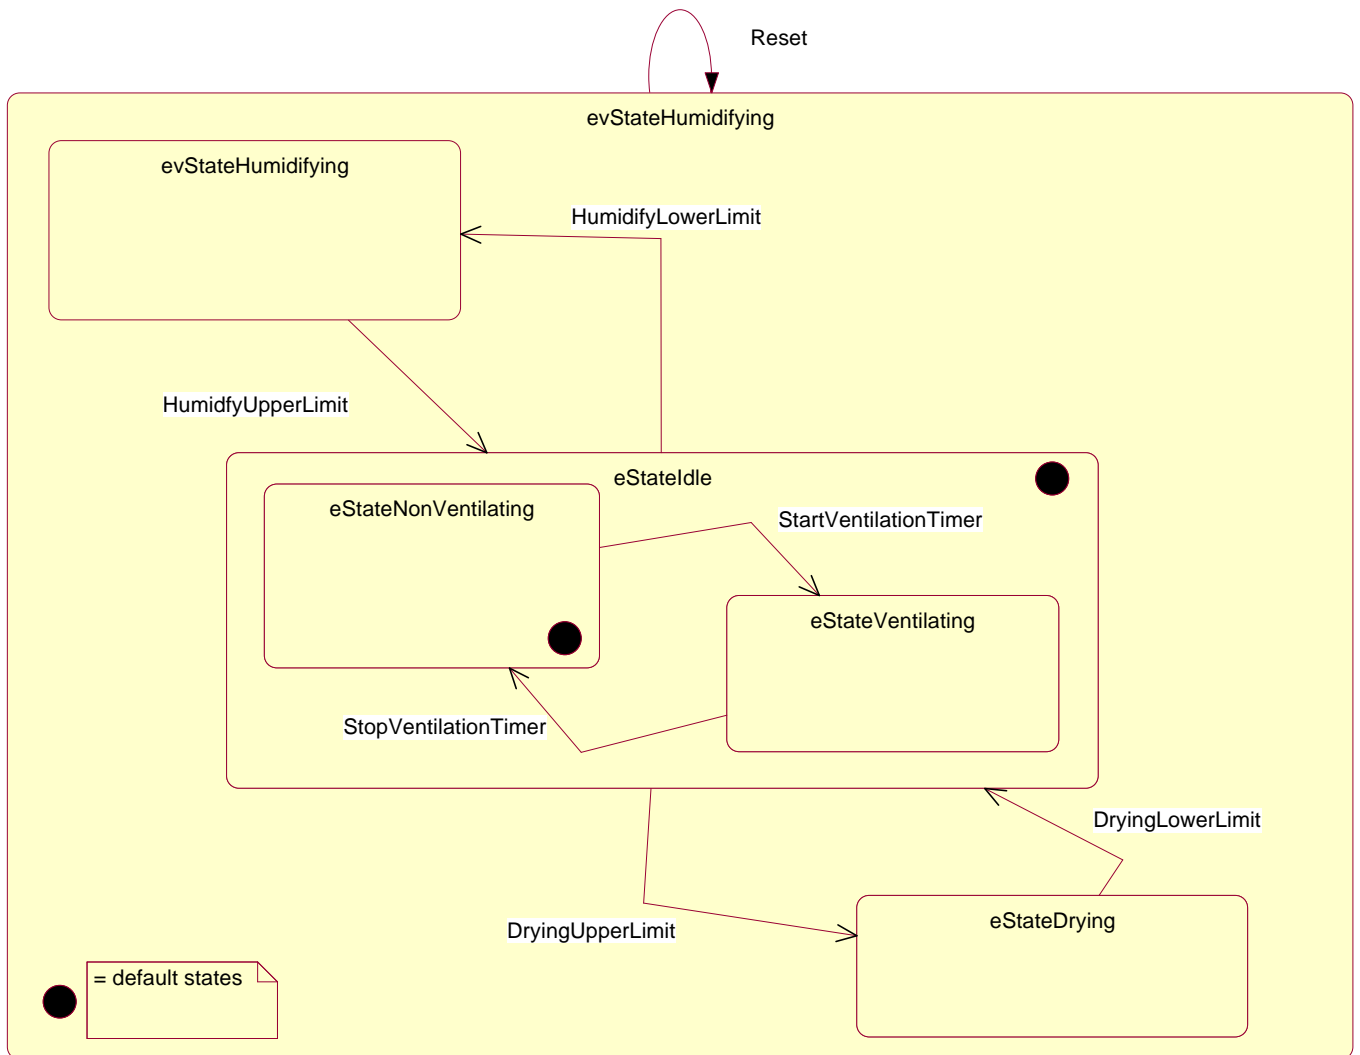 Reset
evStateHumidifying
evStateHumidifying
HumidifyLowerLimit
HumidfyUpperLimit
eStateIdle
eStateNonVentilating
StartVentilationTimer
eStateVentilating
StopVentilationTimer
DryingLowerLimit
DryingUpperLimit
eStateDrying
= default states